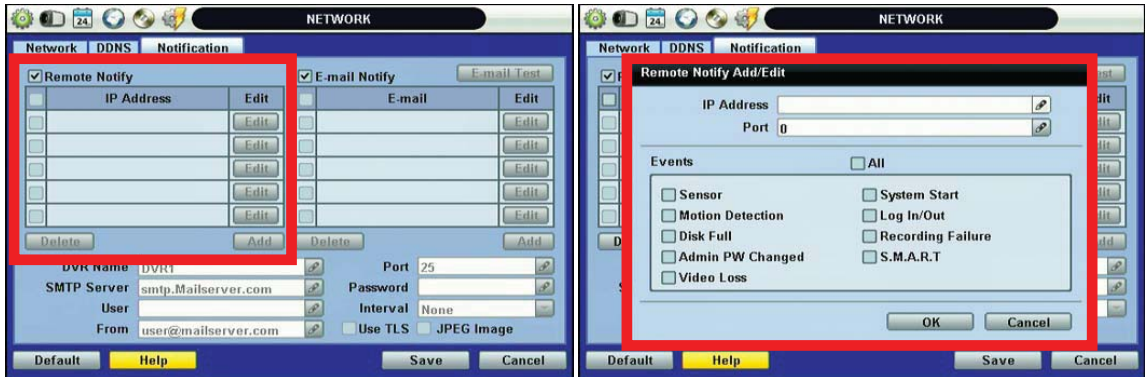 24
NETWORK
Network DDNS Notification
Remote Notify
IP Address Edit
Edit
Edit
Edit
Edit
Edit
Delete Add
E-mail Notify E-mail Test
E-mail Edit
Edit
Edit
Edit
Edit
Edit
Delete Add
DVR Name DVR1 Port 25
SMTP Server smtp.Mailserver.com Password
User Interval None
From user@mailserver.com Use TLS JPEG Image
Default Help Save Cancel
24
NETWORK
Network DDNS Notification
Remote Notify Add/Edit
IP Address
Port 0
Events All
Sensor System Start
Motion Detection Log In/Out
Disk Full Recording Failure
Admin PW Changed S.M.A.R.T
Video Loss
OK Cancel
Default Help Save Cancel